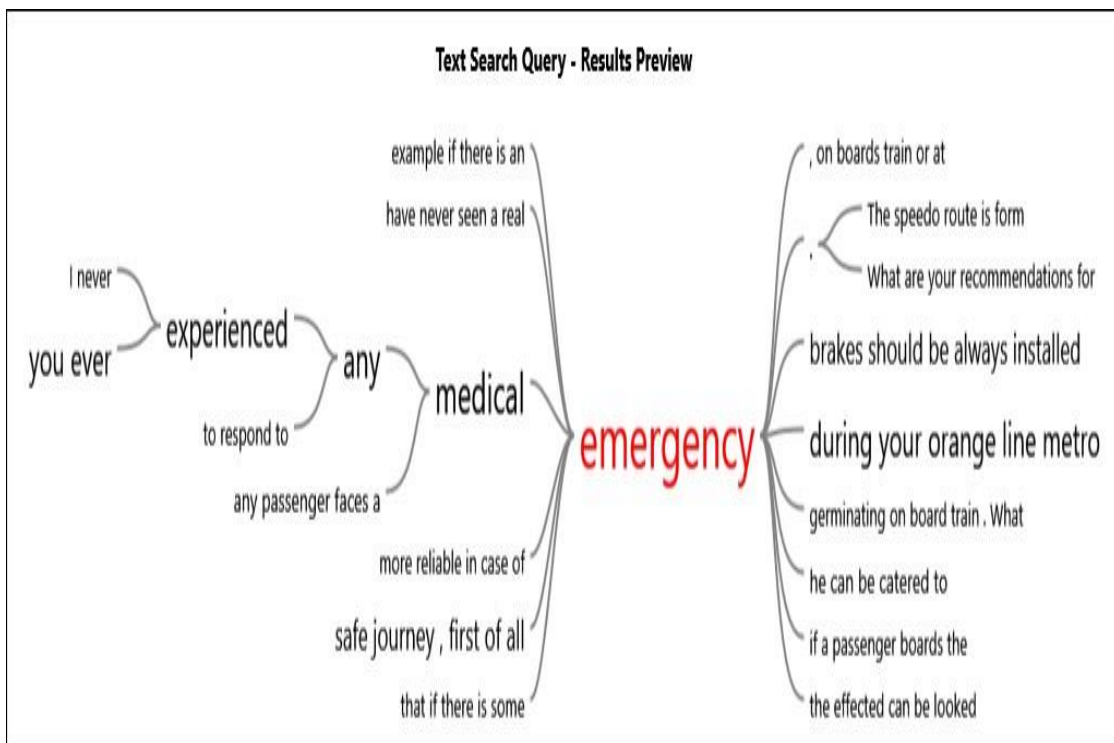 Text Search Query - Results Preview
example if there is an
have never seen a real
I never
you ever
experienced
to respond to
any
any passenger faces a
medical
more reliable in case of
safe journey , first of all
that if there is some
emergency
, on boards train or at
,
The speedo route is form
What are your recommendations for
brakes should be always installed
during your orange line metro
germinating on board train . What
he can be catered to
if a passenger boards the
the effected can be looked